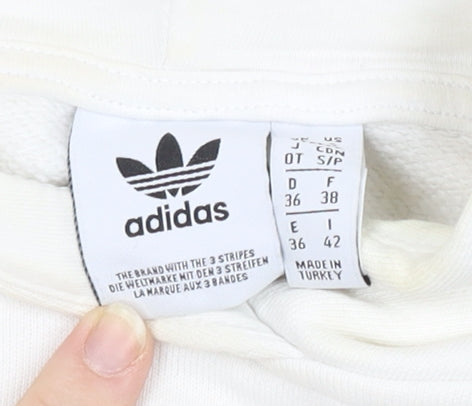 adidas
THE BRAND WITH THE 3 STRIPES
DIE WELTMARKE MIT DEN 3 STREIFEN
LA MARQUE AUX 3 BANDES
US
J CDN
OT S/P
D F
36 38
E I
36 42
MADE IN
TURKEY